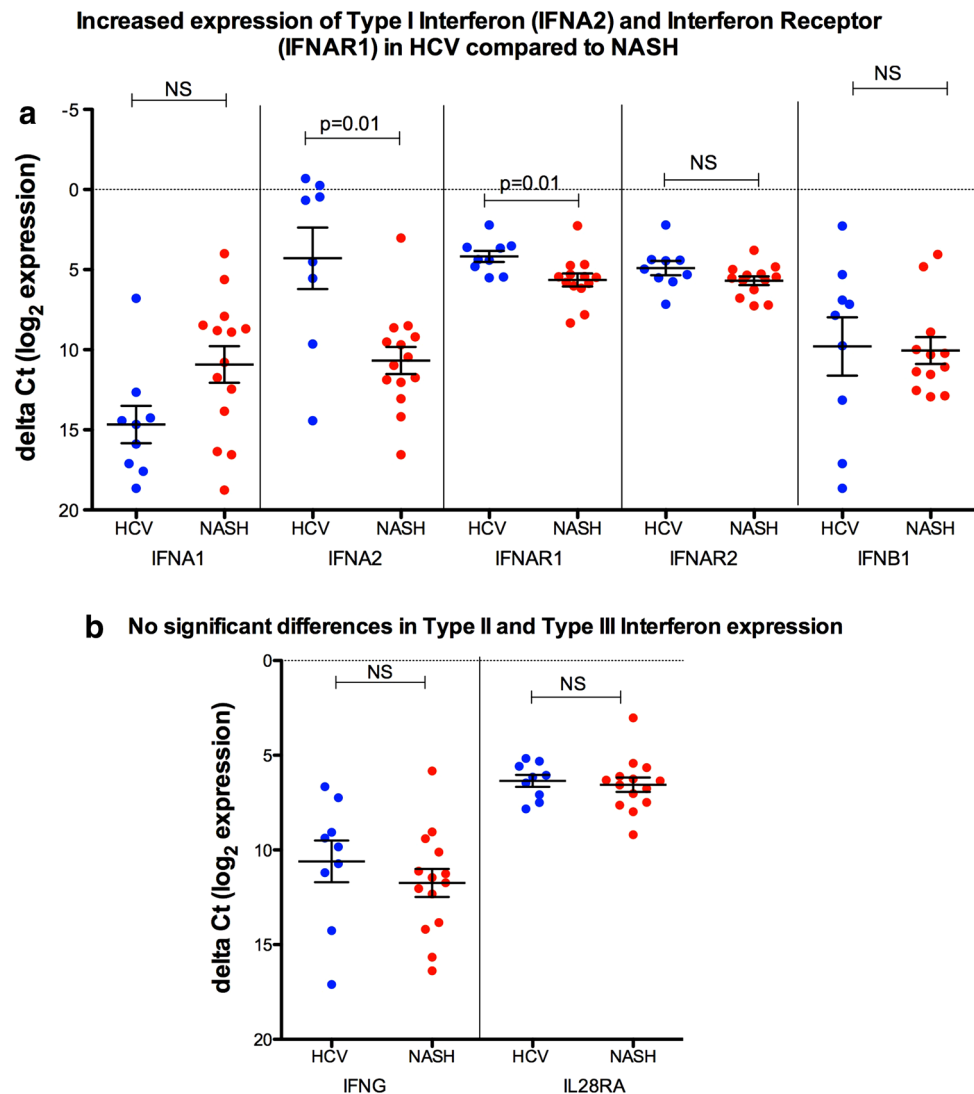 Increased expression of Type I Interferon (IFNA2) and Interferon Receptor
(IFNAR1) in HCV compared to NASH
a
NS
p=0.01
p=0.01
NS
NS
delta Ct (log2 expression)
-5
0
5
10
15
20
HCV NASH HCV NASH HCV NASH HCV NASH HCV NASH
IFNA1 IFNA2 IFNAR1 IFNAR2 IFNB1
b No significant differences in Type II and Type III Interferon expression
NS NS
delta Ct (log2 expression)
0
5
10
15
20
HCV NASH HCV NASH
IFNG IL28RA